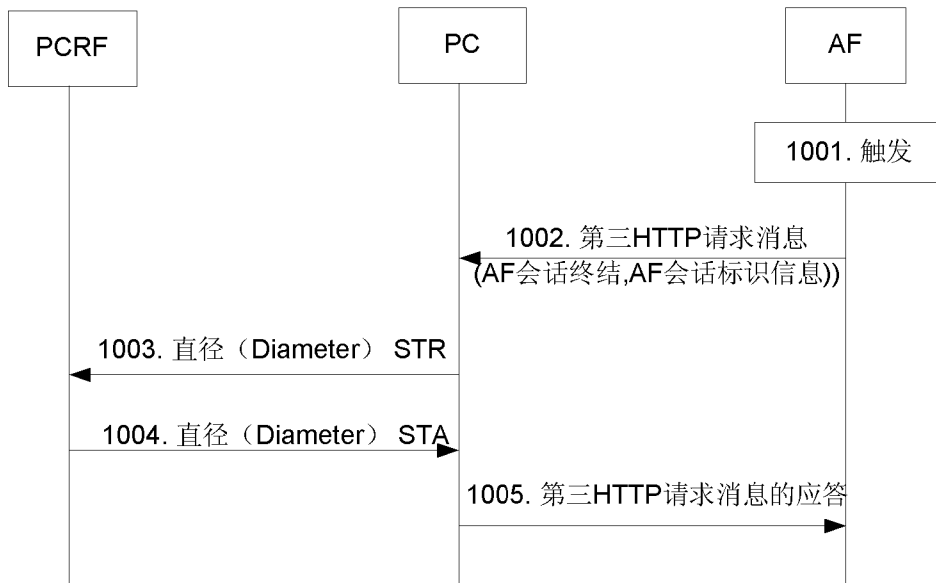 PCRF
PC
AF
1001. 触发
1002. 第三HTTP请求消息
(AF会话终结,AF会话标识信息))
1003. 直径（Diameter） STR
1004. 直径（Diameter） STA
1005. 第三HTTP请求消息的应答